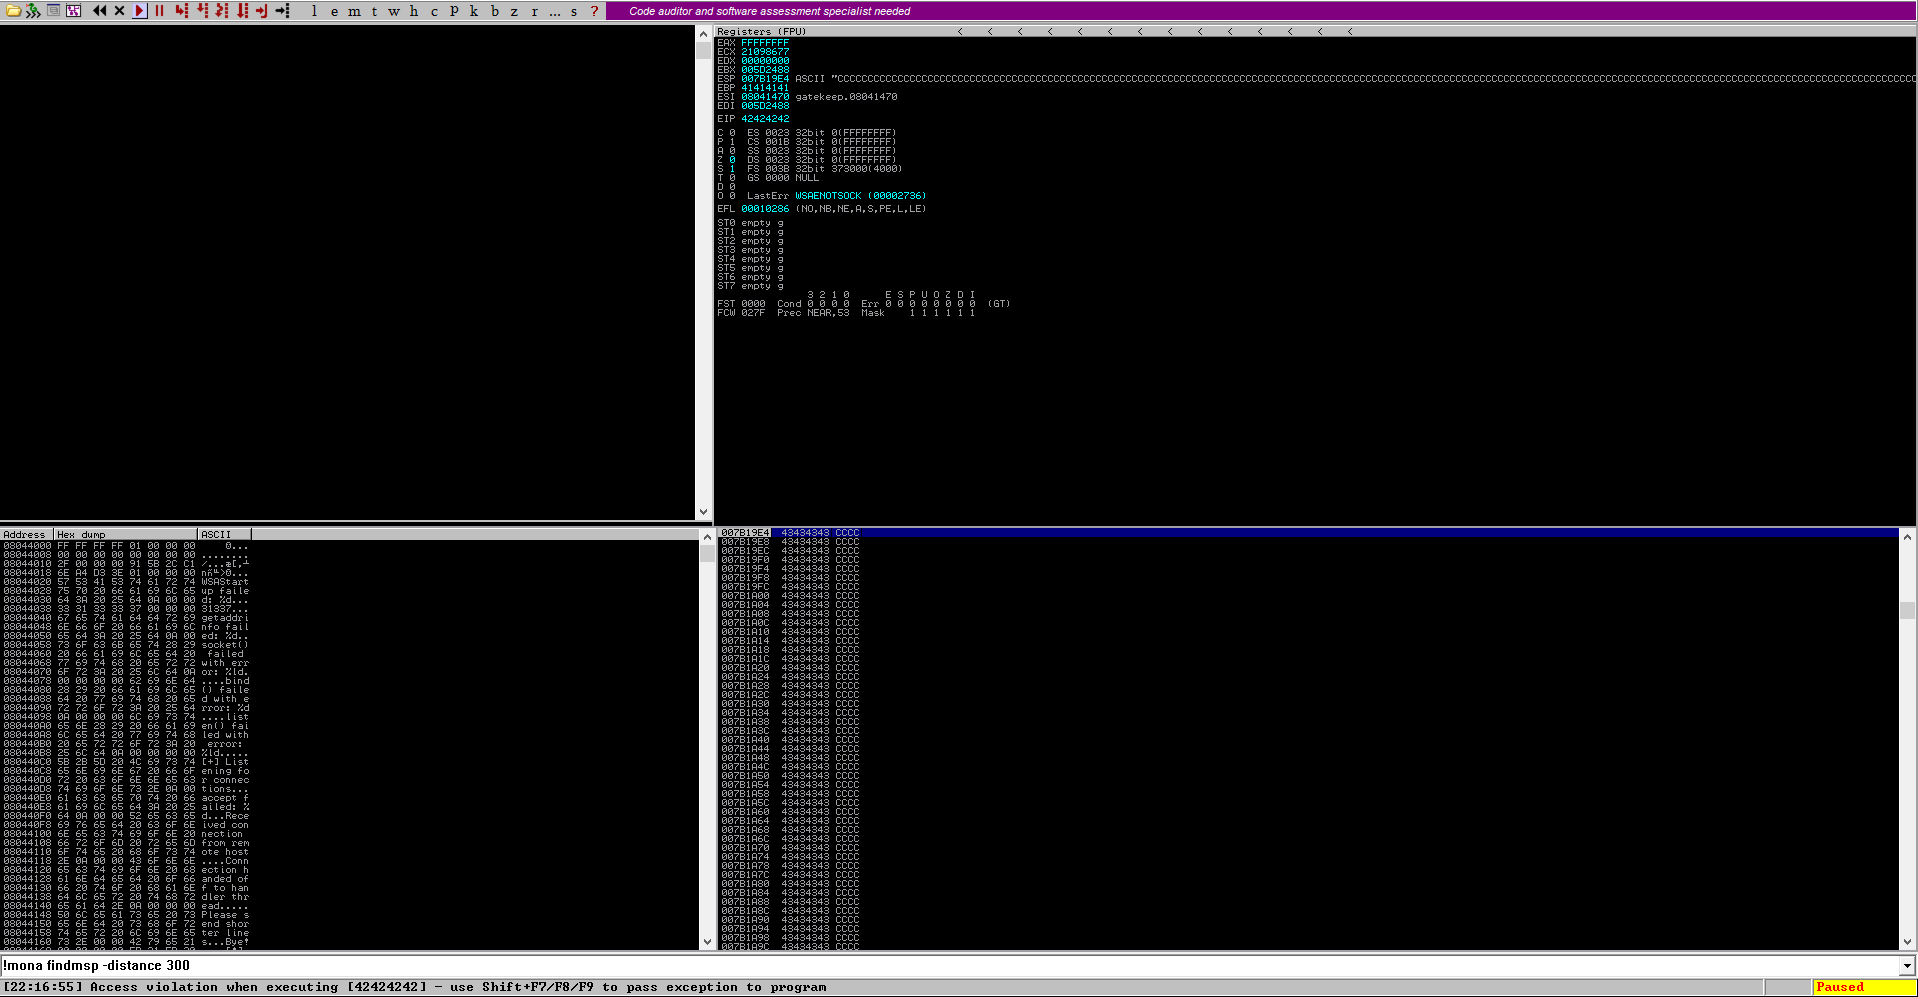 l e m t w h c p k b z r ... s ? Code auditor and software assessment specialist needed
Registers (FPU) < < < < < < < < < < < < < <
EAX FFFFFFFF
ECX 21098677
EDX 00000000
EBX 005D2488
EBP 41414141
ESI 08041470 gatekeep.08041470
EDI 005D2488
EIP 42424242
C 0 ES 0023 32bit 0(FFFFFFFF)
P 1 CS 001B 32bit 0(FFFFFFFF)
A 0 SS 0023 32bit 0(FFFFFFFF)
Z 0 DS 0023 32bit 0(FFFFFFFF)
S 1 FS 003B 32bit 373000(4000)
T 0 GS 0000 NULL
D 0
O 0 LastErr WSAENOTSOCK (00002736)
EFL 00010286 (NO,NB,NE,A,S,PE,L,LE)
ST0 empty g
ST1 empty g
ST2 empty g
ST3 empty g
ST4 empty g
ST5 empty g
ST6 empty g
ST7 empty g
3 2 1 0 E S P U O Z D I
FST 0000 Cond 0 0 0 0 Err 0 0 0 0 0 0 0 0 (GT)
FCW 027F Prec NEAR,53 Mask 1 1 1 1 1 1
Address Hex dump ASCII
08044000 FF FF FF FF 01 00 00 00
08044008 00 00 00 00 00 00 00 00 ........
08044010 2F 00 00 00 91 5B 2C C1
08044018 6E A4 D3 3E 01 00 00 00
08044020 57 53 41 53 74 61 72 74 WSAStart
08044028 75 70 20 66 61 69 6C 65 up faile
08044030 64 3A 20 25 64 0A 00 00 d: %d...
08044038 33 31 33 33 37 00 00 00 31337...
08044040 67 65 74 61 64 64 72 69 getaddri
08044048 6E 66 6F 20 66 61 69 6C nfo fail
08044050 65 64 3A 20 25 64 0A 00 ed: %d..
08044058 73 6F 63 6B 65 74 28 29 socket()
08044060 20 66 61 69 6C 65 64 20 failed
08044068 77 69 74 68 20 65 72 72 with err
08044070 6F 72 3A 20 25 6C 64 0A or: %ld.
08044078 00 00 00 00 62 69 6E 64 ....bind
08044080 28 29 20 66 61 69 6C 65 () faile
08044088 64 20 77 69 74 68 20 65 d with e
08044090 72 72 6F 72 3A 20 25 64 rror: %d
08044098 0A 00 00 00 6C 69 73 74 ....list
080440A0 65 6E 28 29 20 66 61 69 en() fai
080440A8 6C 65 64 20 77 69 74 68 led with
080440B0 20 65 72 72 6F 72 3A 20 error:
080440B8 25 6C 64 0A 00 00 00 00 %ld.....
080440C0 5B 2B 5D 20 4C 69 73 74 [+] List
080440C8 65 6E 69 6E 67 20 66 6F ening fo
080440D0 72 20 63 6F 6E 6E 65 63 r connec
080440D8 74 69 6F 6E 73 2E 0A 00 tions...
080440E0 61 63 63 65 70 74 20 66 accept f
080440E8 61 69 6C 65 64 3A 20 25 ailed: %
080440F0 64 0A 00 00 52 65 63 65 d...Rece
080440F8 69 76 65 64 20 63 6F 6E ived con
08044100 6E 65 63 74 69 6F 6E 20 nection
08044108 66 72 6F 6D 20 72 65 6D from rem
08044110 6F 74 65 20 68 6F 73 74 ote host
08044118 2E 0A 00 00 43 6F 6E 6E ....Conn
08044120 65 63 74 69 6F 6E 20 68 ection h
08044128 61 6E 64 65 64 20 6F 66 anded of
08044130 66 20 74 6F 20 68 61 6E f to han
08044138 64 6C 65 72 20 74 68 72 dler thr
08044140 65 61 64 2E 0A 00 00 00 ead.....
08044148 50 6C 65 61 73 65 20 73 Please s
08044150 65 6E 64 20 73 68 6F 72 end shor
08044158 74 65 72 20 6C 69 6E 65 ter line
08044160 73 2E 00 00 42 79 65 21 s...Bye!
007B19E4 43434343 CCCC
007B19E8 43434343 CCCC
007B19EC 43434343 CCCC
007B19F0 43434343 CCCC
007B19F4 43434343 CCCC
007B19F8 43434343 CCCC
007B19FC 43434343 CCCC
007B1A00 43434343 CCCC
007B1A04 43434343 CCCC
007B1A08 43434343 CCCC
007B1A0C 43434343 CCCC
007B1A10 43434343 CCCC
007B1A14 43434343 CCCC
007B1A18 43434343 CCCC
007B1A1C 43434343 CCCC
007B1A20 43434343 CCCC
007B1A24 43434343 CCCC
007B1A28 43434343 CCCC
007B1A2C 43434343 CCCC
007B1A30 43434343 CCCC
007B1A34 43434343 CCCC
007B1A38 43434343 CCCC
007B1A3C 43434343 CCCC
007B1A40 43434343 CCCC
007B1A44 43434343 CCCC
007B1A48 43434343 CCCC
007B1A4C 43434343 CCCC
007B1A50 43434343 CCCC
007B1A54 43434343 CCCC
007B1A58 43434343 CCCC
007B1A5C 43434343 CCCC
007B1A60 43434343 CCCC
007B1A64 43434343 CCCC
007B1A68 43434343 CCCC
007B1A6C 43434343 CCCC
007B1A70 43434343 CCCC
007B1A74 43434343 CCCC
007B1A78 43434343 CCCC
007B1A7C 43434343 CCCC
007B1A80 43434343 CCCC
007B1A84 43434343 CCCC
007B1A88 43434343 CCCC
007B1A8C 43434343 CCCC
007B1A90 43434343 CCCC
007B1A94 43434343 CCCC
007B1A98 43434343 CCCC
007B1A9C 43434343 CCCC
!mona findmsp -distance 300
[22:16:55] Access violation when executing [42424242] - use Shift+F7/F8/F9 to pass exception to program
Paused